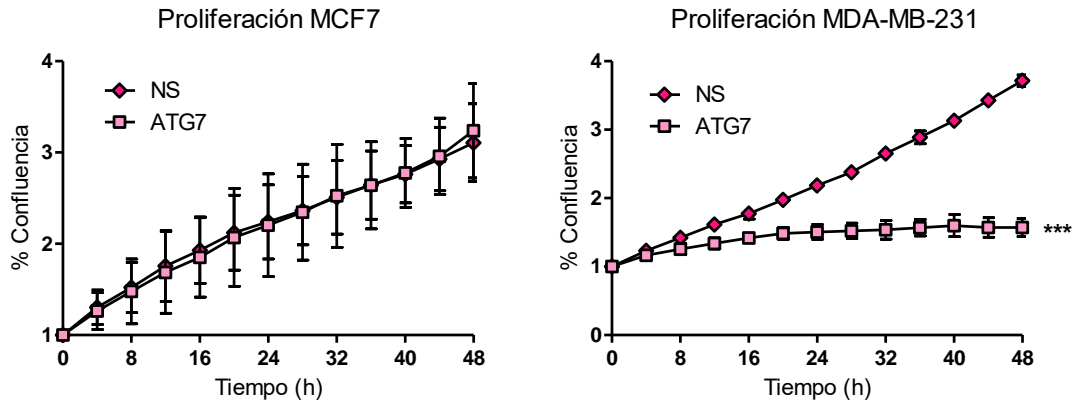 Proliferación MCF7
4
3
2
1
% Confluencia
NS
ATG7
0 8 16 24 32 40 48
Tiempo (h)
Proliferación MDA-MB-231
4
3
2
1
0
% Confluencia
NS
ATG7
***
0 8 16 24 32 40 48
Tiempo (h)